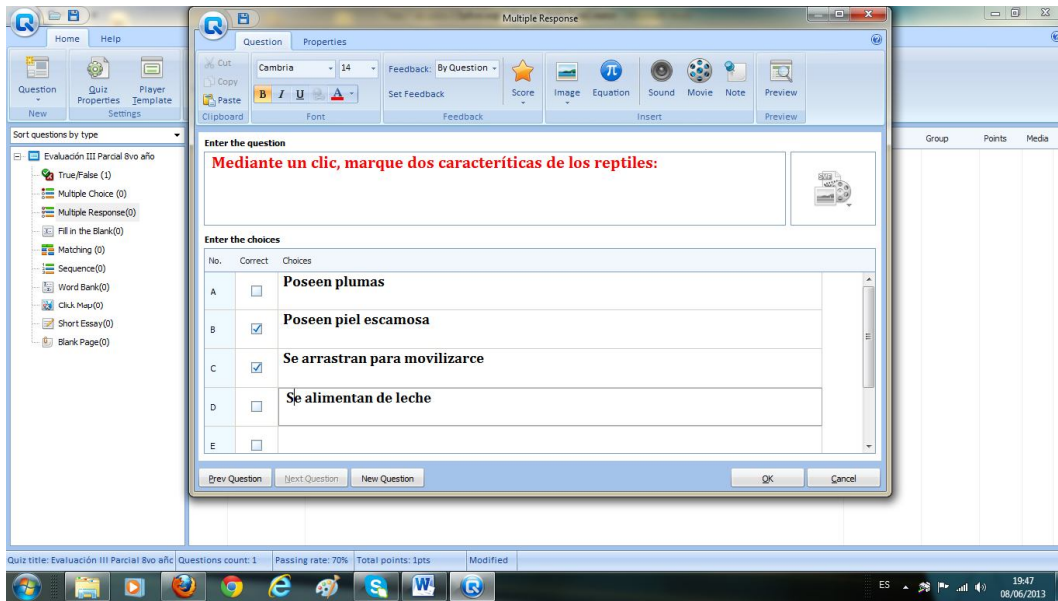 Multiple Response
Home Help
Question
Quiz Properties
Player Template
New Settings
Question Properties
Cut
Copy
Paste
Clipboard
Cambria 14
B I U A
Font
Feedback: By Question
Set Feedback
Score
Feedback
Image Equation Sound Movie Note
Insert
Preview
Preview
Sort questions by type
Evaluación III Parcial 8vo año
True/False (1)
Multiple Choice (0)
Multiple Response(0)
Fill in the Blank(0)
Matching (0)
Sequence(0)
Word Bank(0)
Click Map(0)
Short Essay(0)
Blank Page(0)
Enter the question
Mediante un clic, marque dos caracteríticas de los reptiles:
Enter the choices
No. Correct Choices
A Poseen plumas
B Poseen piel escamosa
C Se arrastran para movilizarce
D Se alimentan de leche
E
Prev Question Next Question New Question OK Cancel
Group Points Media
Quiz title: Evaluación III Parcial 8vo añc Questions count: 1 Passing rate: 70% Total points: 1pts Modified
ES 19:47
08/06/2013